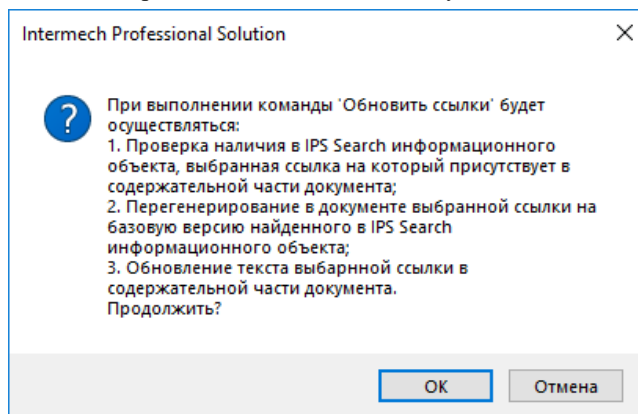 Intermech Professional Solution
При выполнении команды 'Обновить ссылки' будет
осуществляться:
1. Проверка наличия в IPS Search информационного
объекта, выбранная ссылка на который присутствует в
содержательной части документа;
2. Перегенерирование в документе выбранной ссылки на
базовую версию найденного в IPS Search
информационного объекта;
3. Обновление текста выбарнной ссылки в
содержательной части документа.
Продолжить?
ОК
Отмена